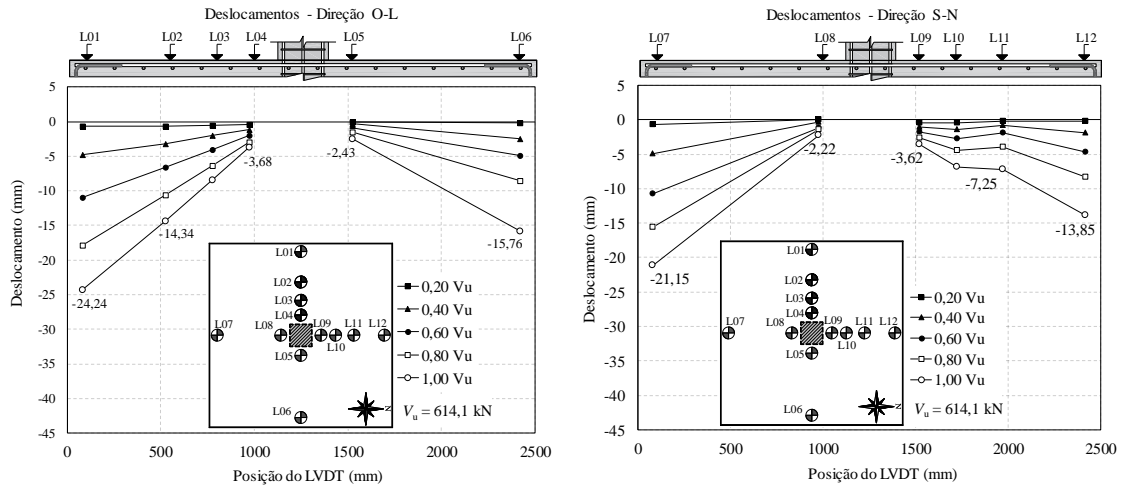 Deslocamentos - Direção O-L
L01 L02 L03 L04 L05 L06
5
0
-5
-10
-15
-20
-25
-30
-35
-40
-45
Deslocamento (mm)
-3,68
-2,43
-14,34
-15,76
-24,24
L01
L02
L03
L04
L07 L08 L09 L11 L12
L10
L05
L06
N
0,20 Vu
0,40 Vu
0,60 Vu
0,80 Vu
1,00 Vu
Vu = 614,1 kN
0 500 1000 1500 2000 2500
Posição do LVDT (mm)
Deslocamentos - Direção S-N
L07 L08 L09 L10 L11 L12
5
0
-5
-10
-15
-20
-25
-30
-35
-40
-45
Deslocamento (mm)
-2,22
-3,62
-7,25
-13,85
-21,15
L01
L02
L03
L04
L07 L08 L09 L11 L12
L10
L05
L06
N
0,20 Vu
0,40 Vu
0,60 Vu
0,80 Vu
1,00 Vu
Vu = 614,1 kN
0 500 1000 1500 2000 2500
Posição do LVDT (mm)